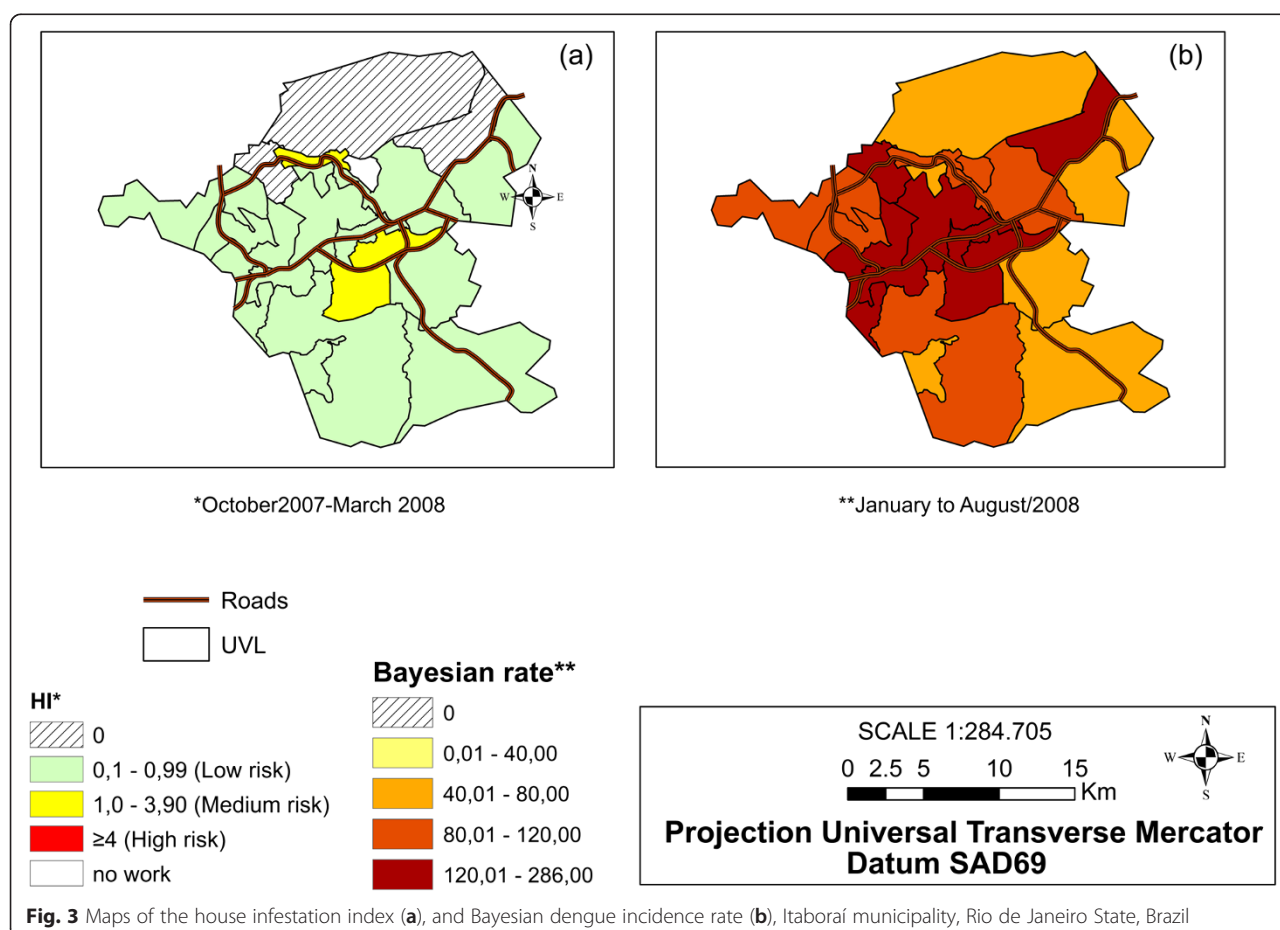 (a)
N
W E
S
*October2007-March 2008
(b)
**January to August/2008
Roads
UVL
HI*
0
0,1 - 0,99 (Low risk)
1,0 - 3,90 (Medium risk)
≥4 (High risk)
no work
Bayesian rate**
0
0,01 - 40,00
40,01 - 80,00
80,01 - 120,00
120,01 - 286,00
SCALE 1:284.705
0 2.5 5 10 15
Km
N
W E
S
Projection Universal Transverse Mercator
Datum SAD69
Fig. 3 Maps of the house infestation index (a), and Bayesian dengue incidence rate (b), Itaboraí municipality, Rio de Janeiro State, Brazil